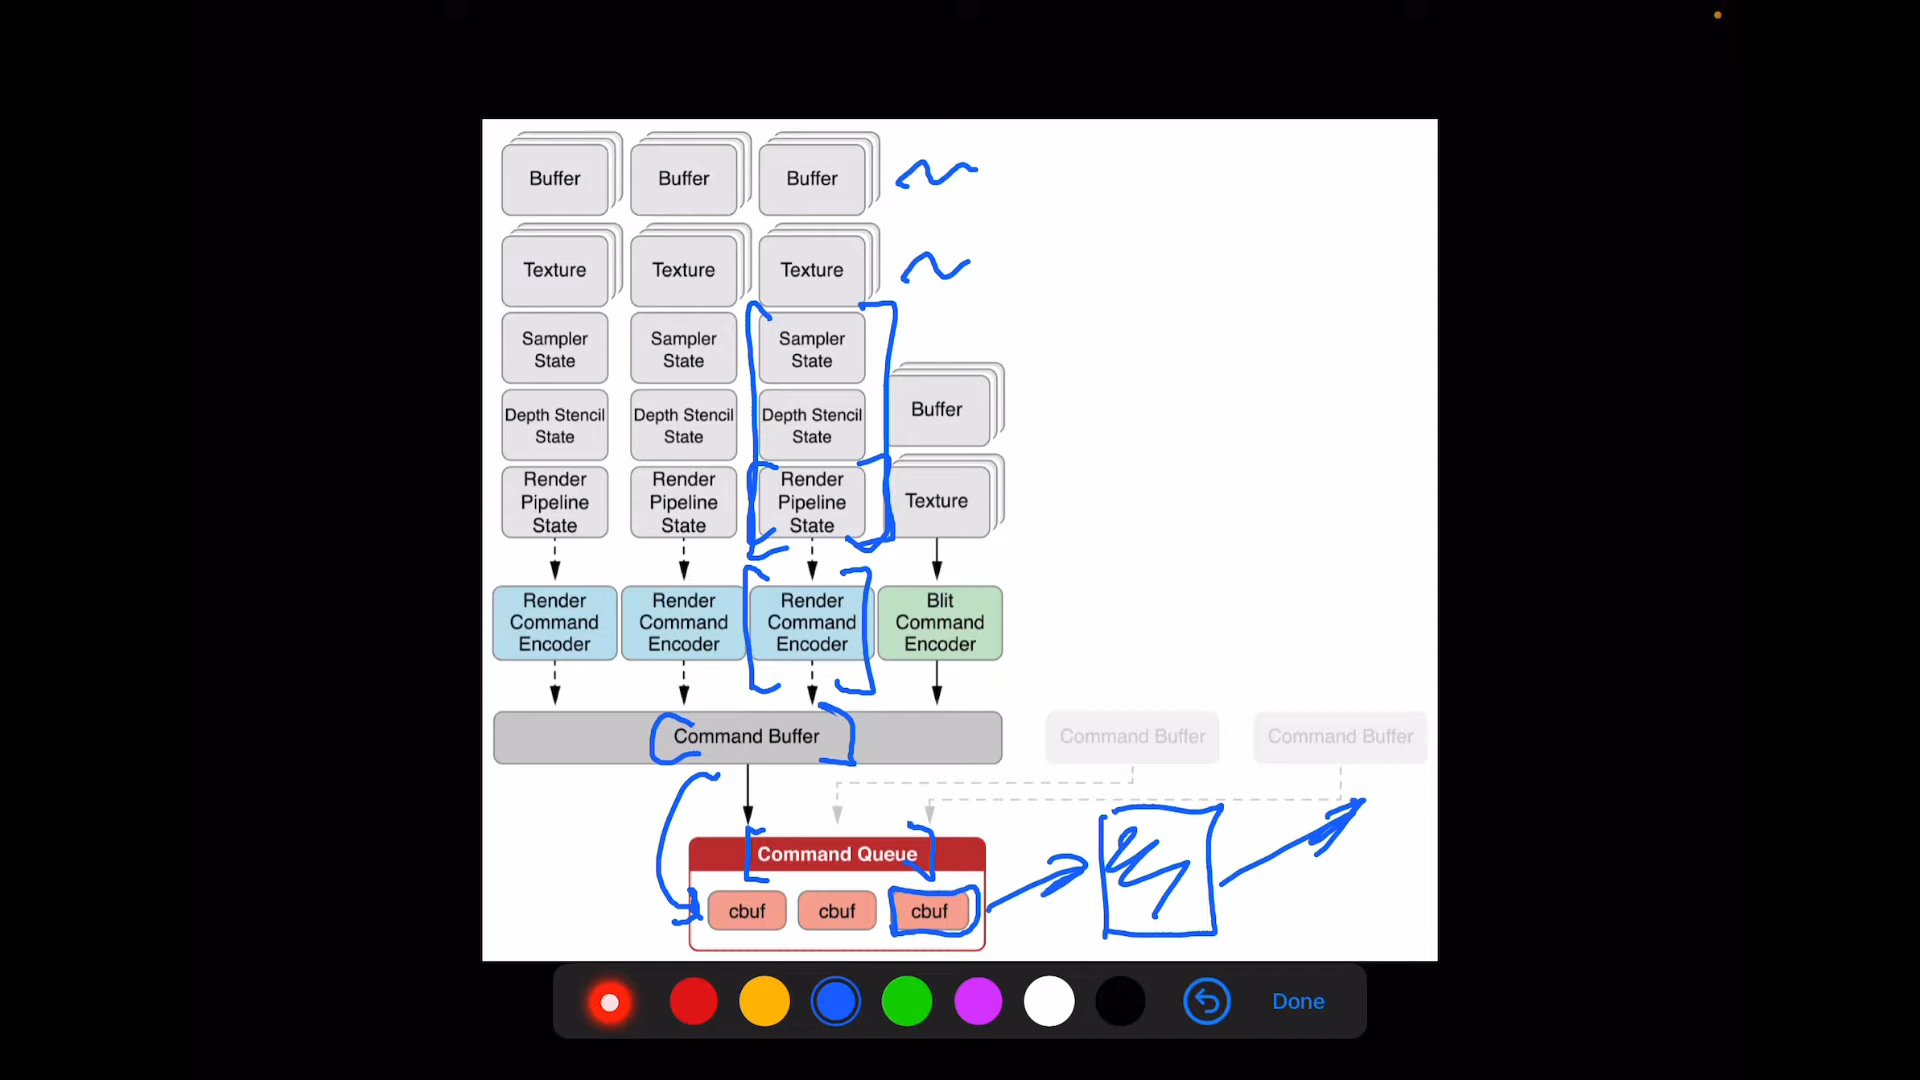 Buffer
Buffer
Buffer
Texture
Texture
Texture
Sampler
State
Sampler
State
Sampler
State
Depth Stencil
State
Depth Stencil
State
Depth Stencil
State
Buffer
Render
Pipeline
State
Render
Pipeline
State
Render
Pipeline
State
Texture
Render
Command
Encoder
Render
Command
Encoder
Render
Command
Encoder
Blit
Command
Encoder
Command Buffer
Command Buffer
Command Buffer
Command Queue
cbuf
cbuf
cbuf
Done